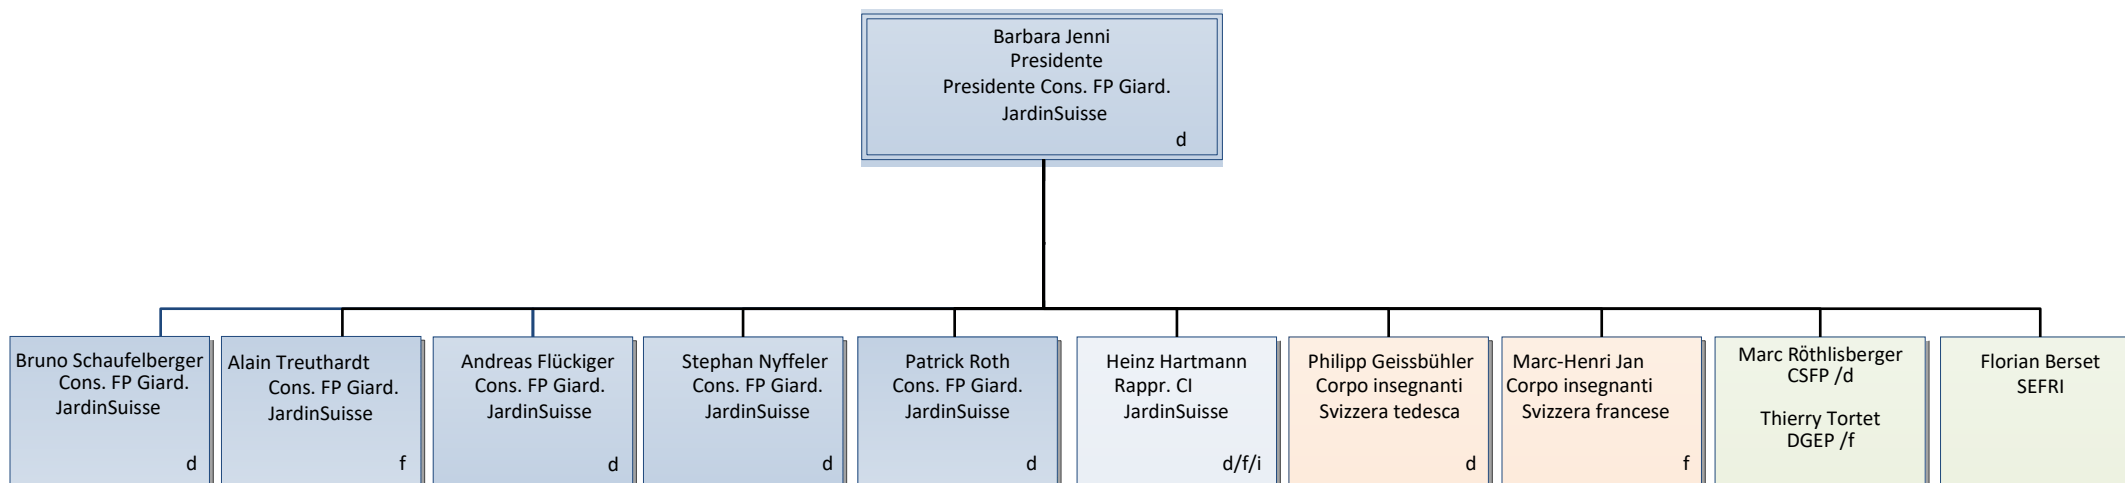 Barbara Jenni
Presidente
Presidente Cons. FP Giard.
JardinSuisse
d
Bruno Schaufelberger
Cons. FP Giard.
JardinSuisse
d
Alain Treuthardt
Cons. FP Giard.
JardinSuisse
f
Andreas Flückiger
Cons. FP Giard.
JardinSuisse
d
Stephan Nyffeler
Cons. FP Giard.
JardinSuisse
d
Patrick Roth
Cons. FP Giard.
JardinSuisse
d
Heinz Hartmann
Rappr. CI
JardinSuisse
d/f/i
Philipp Geissbühler
Corpo insegnanti
Svizzera tedesca
d
Marc-Henri Jan
Corpo insegnanti
Svizzera francese
f
Marc Röthlisberger
CSFP /d
Thierry Tortet
DGEP /f
Florian Berset
SEFRI